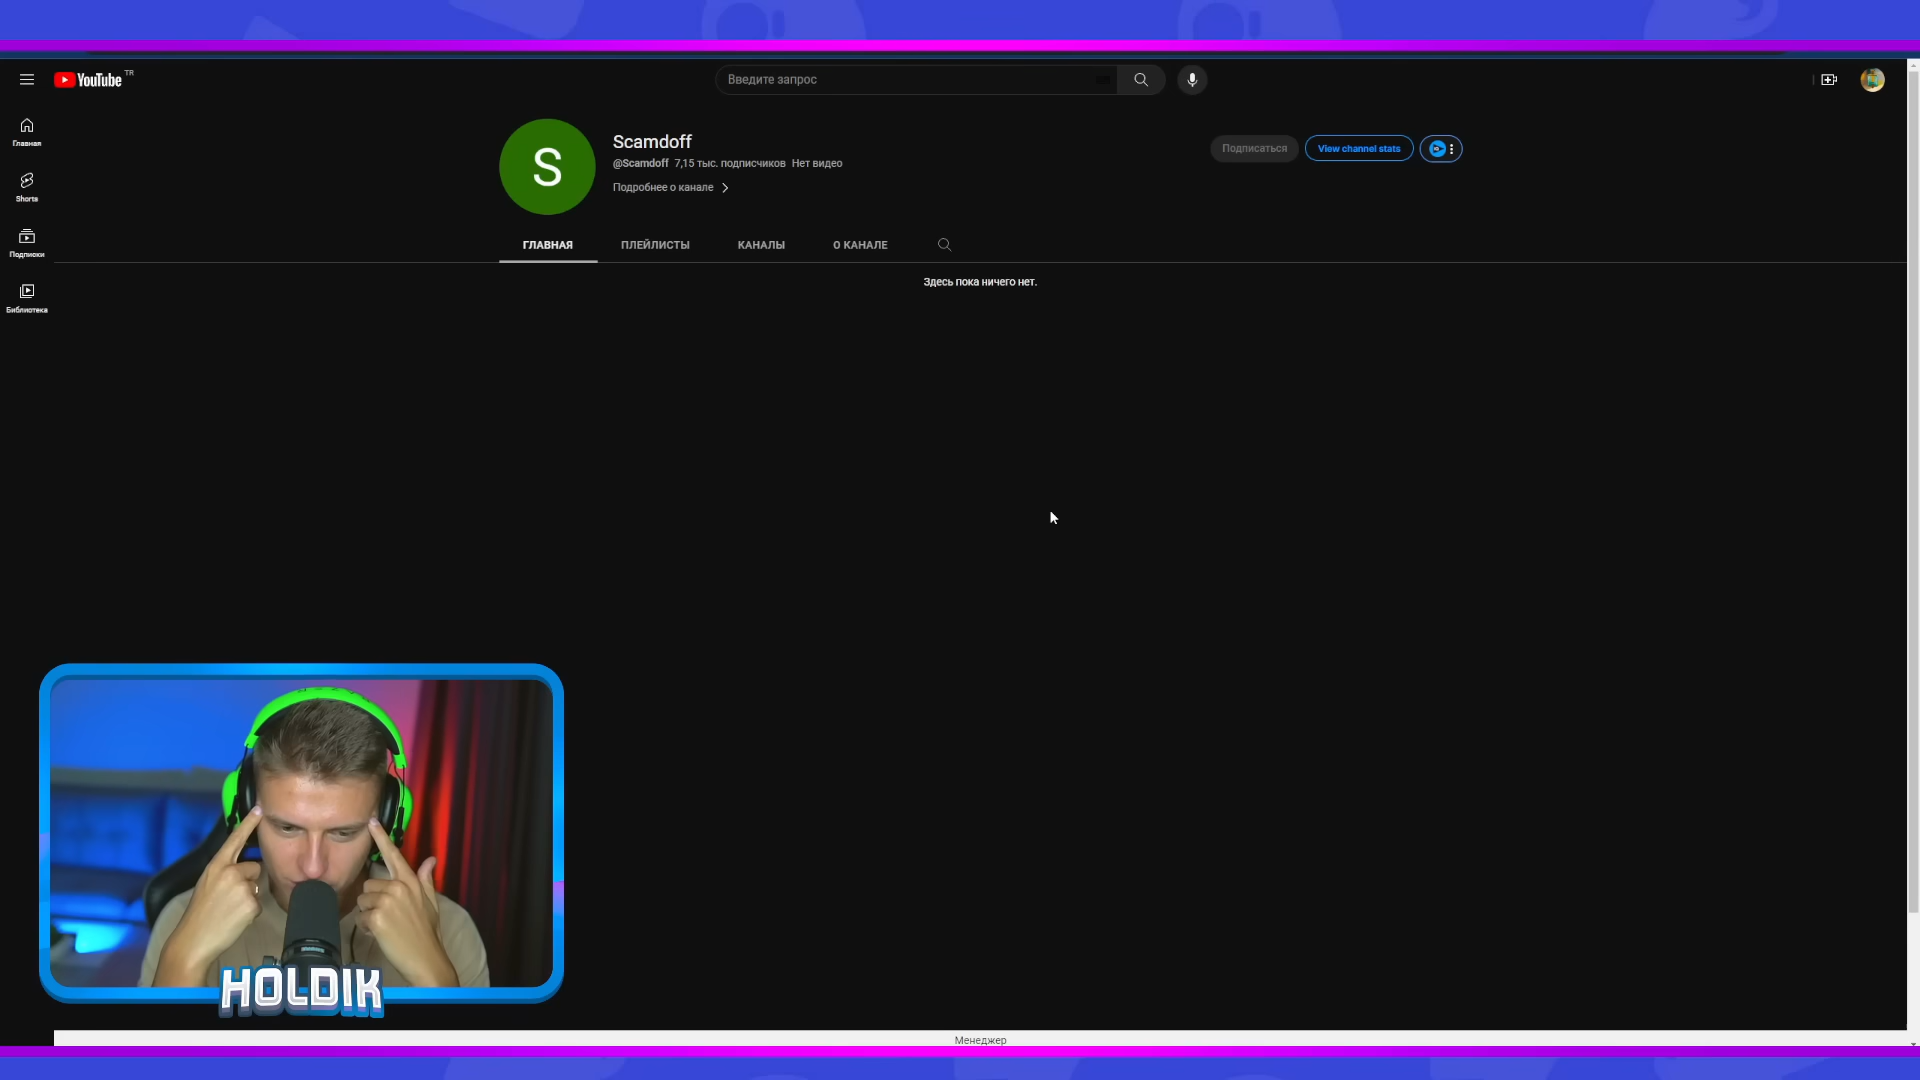 YouTube TR
Введите запрос
Главная
Shorts
Подписки
Библиотека
S
Scamdoff
@Scamdoff 7,15 тыс. подписчиков Нет видео
Подробнее о канале
Подписаться
View channel stats
ГЛАВНАЯ ПЛЕЙЛИСТЫ КАНАЛЫ О КАНАЛЕ
Здесь пока ничего нет.
HOLDIK
Менеджер